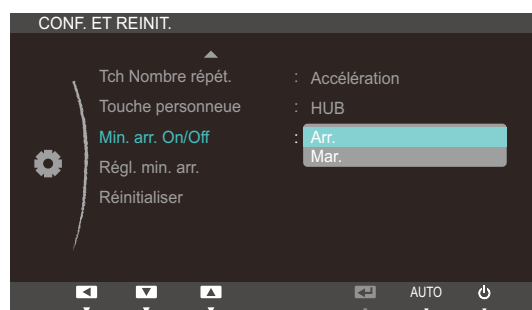 CONF. ET REINIT.
Tch Nombre répét. : Accélération
Touche personneue : HUB
Min. arr. On/Off : Arr.
Mar.
Régl. min. arr.
Réinitialiser
AUTO